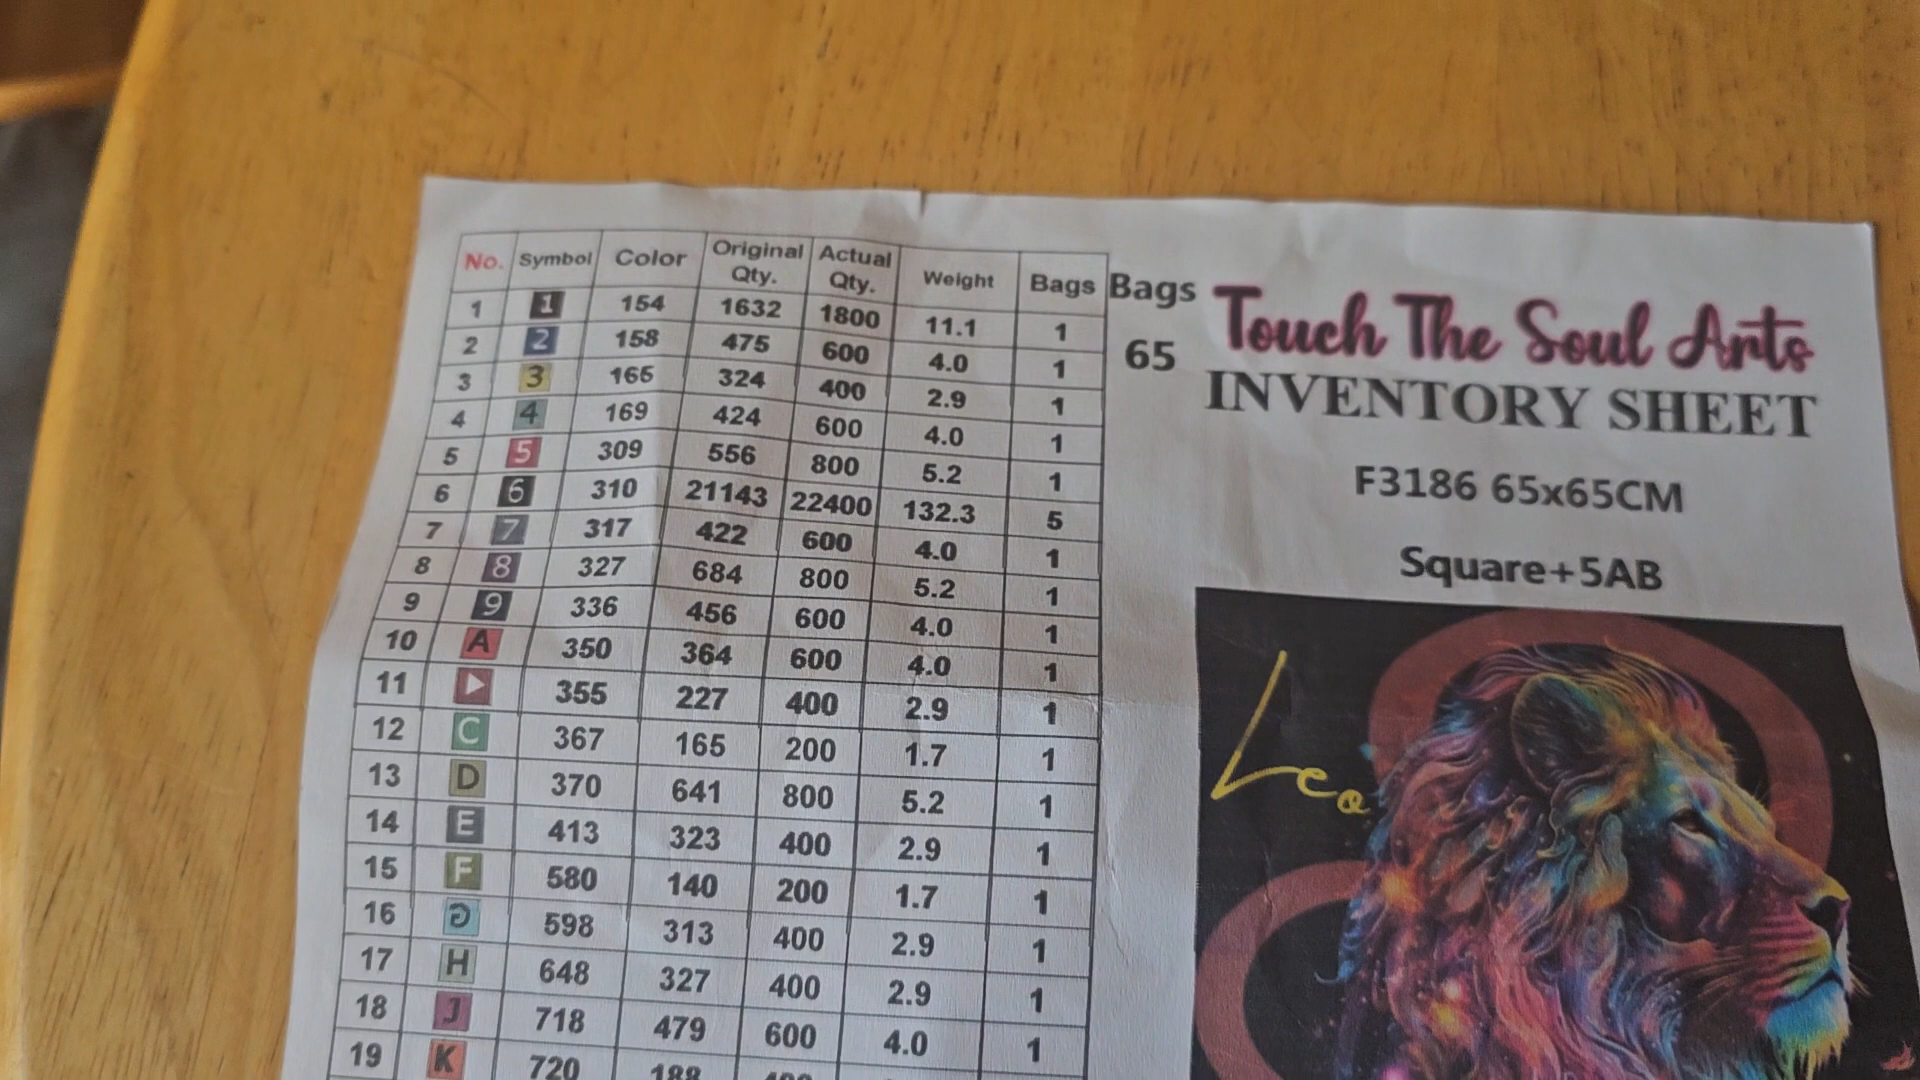 No. Symbol Color Original Qty. Actual Qty. Weight Bags
1 1 154 1632 1800 11.1 1
2 2 158 475 600 4.0 1
3 3 165 324 400 2.9 1
4 4 169 424 600 4.0 1
5 5 309 556 800 5.2 1
6 6 310 21143 22400 132.3 5
7 7 317 422 600 4.0 1
8 8 327 684 800 5.2 1
9 9 336 456 600 4.0 1
10 A 350 364 600 4.0 1
11 355 227 400 2.9 1
12 C 367 165 200 1.7 1
13 D 370 641 800 5.2 1
14 E 413 323 400 2.9 1
15 F 580 140 200 1.7 1
16 G 598 313 400 2.9 1
17 H 648 327 400 2.9 1
18 J 718 479 600 4.0 1
19 K 720 188
Bags
65
Touch The Soul Arts
INVENTORY SHEET
F3186 65x65CM
Square+5AB
Leo